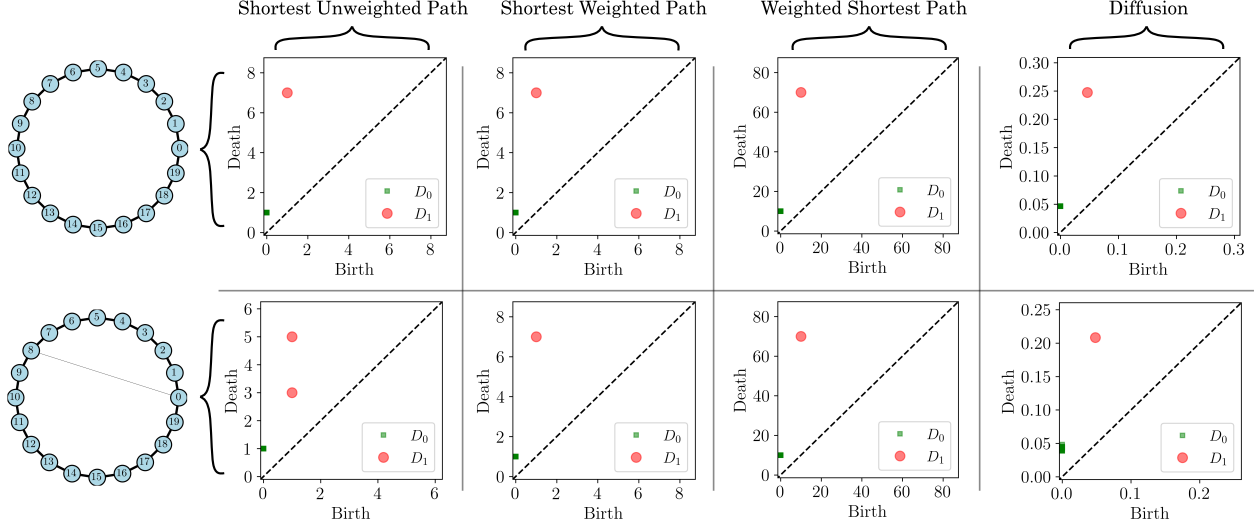 Shortest Unweighted Path
Shortest Weighted Path
Weighted Shortest Path
Diffusion
0
1
2
3
4
5
6
7
8
9
10
11
12
13
14
15
16
17
18
19
Death
8
6
4
2
0
D0
D1
0 2 4 6 8
Birth
Death
8
6
4
2
0
D0
D1
0 2 4 6 8
Birth
Death
80
60
40
20
0
D0
D1
0 20 40 60 80
Birth
Death
0.30
0.25
0.20
0.15
0.10
0.05
0.00
D0
D1
0.0 0.1 0.2 0.3
Birth
0
1
2
3
4
5
6
7
8
9
10
11
12
13
14
15
16
17
18
19
Death
6
5
4
3
2
1
0
D0
D1
0 2 4 6
Birth
Death
8
6
4
2
0
D0
D1
0 2 4 6 8
Birth
Death
80
60
40
20
0
D0
D1
0 20 40 60 80
Birth
Death
0.25
0.20
0.15
0.10
0.05
0.00
D0
D1
0.0 0.1 0.2
Birth